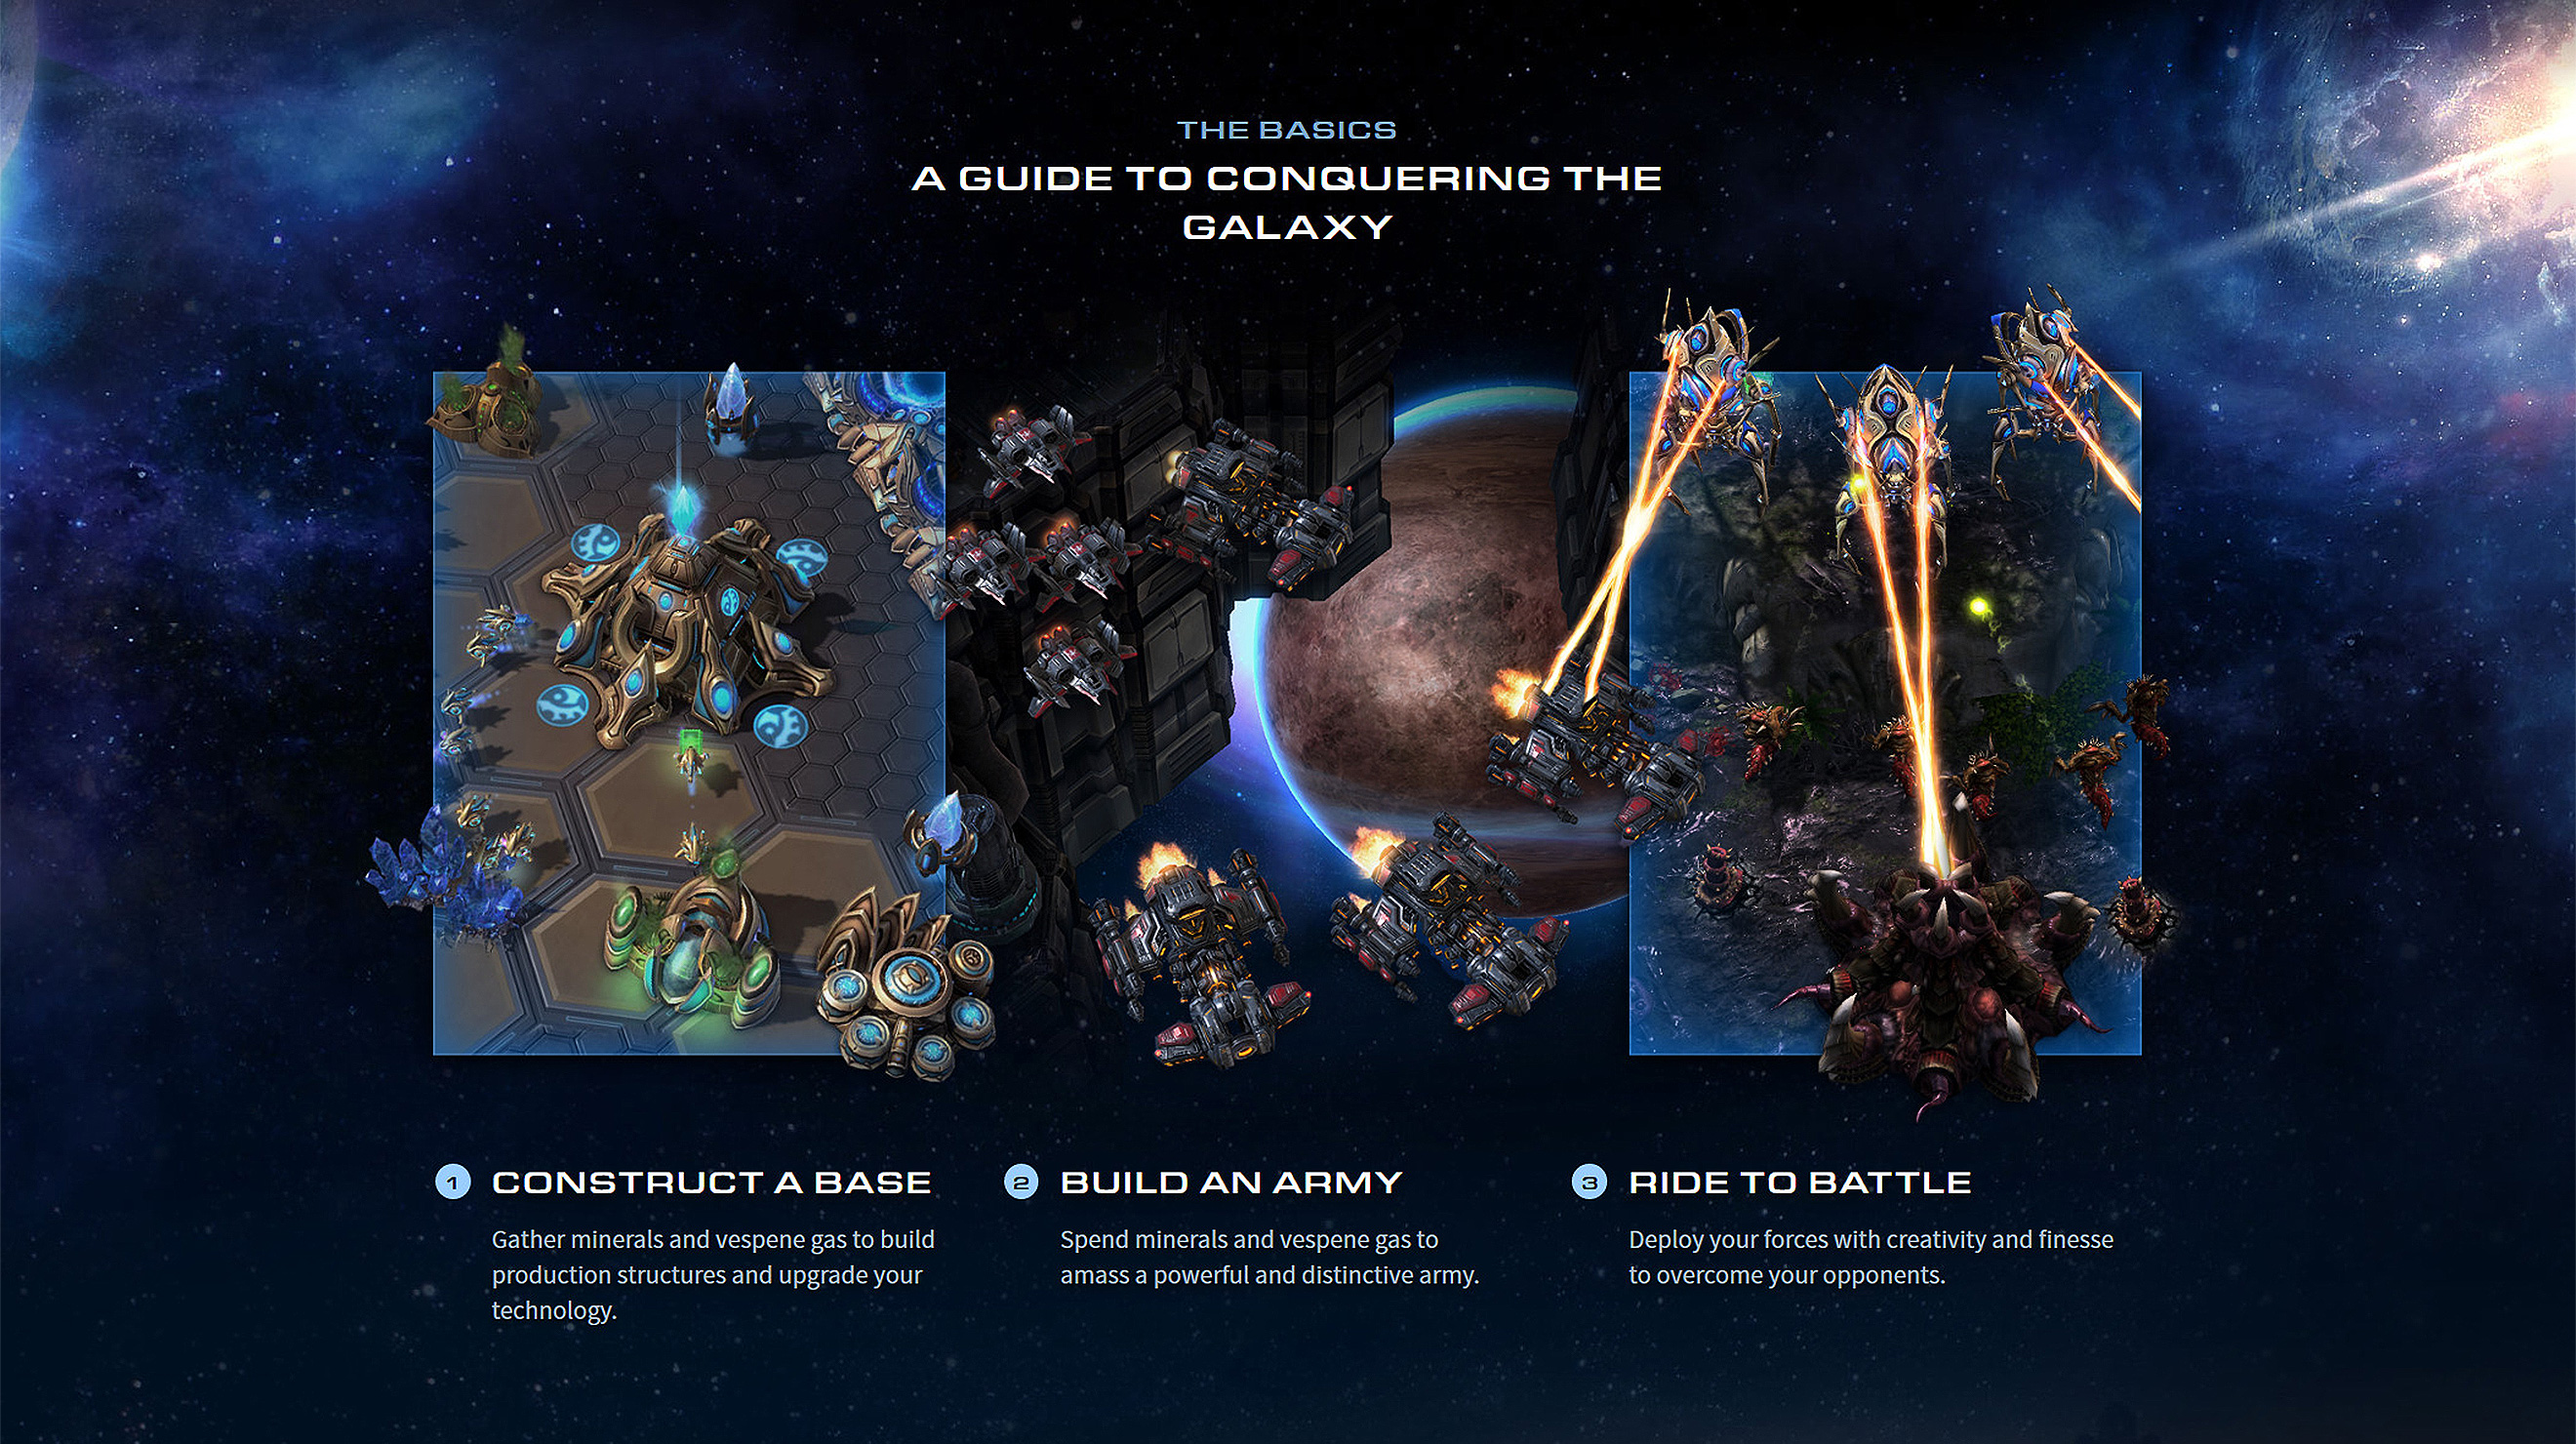 THE BASICS
A GUIDE TO CONQUERING THE
GALAXY
1 CONSTRUCT A BASE
Gather minerals and vespene gas to build
production structures and upgrade your
technology.
2 BUILD AN ARMY
Spend minerals and vespene gas to
amass a powerful and distinctive army.
3 RIDE TO BATTLE
Deploy your forces with creativity and finesse
to overcome your opponents.